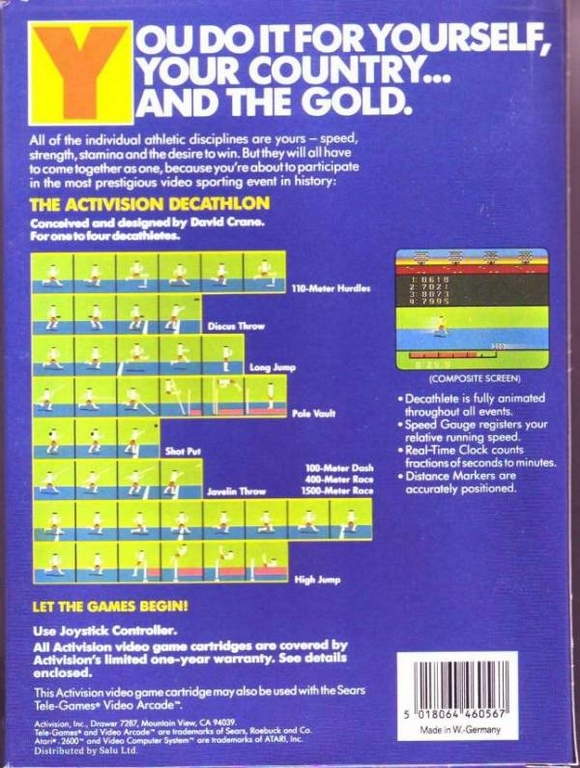 YOU DO IT FOR YOURSELF,
YOUR COUNTRY...
AND THE GOLD.
All of the individual athletic disciplines are yours – speed,
strength, stamina and the desire to win. But they will all have
to come together as one, because you're about to participate
in the most prestigious video sporting event in history:
THE ACTIVISION DECATHLON
Conceived and designed by David Crane.
For one to four decathletes.
110-Meter Hurdles
Discus Throw
Long Jump
Pole Vault
Shot Put
Javelin Throw
100-Meter Dash
400-Meter Race
1500-Meter Race
High Jump
1: 8618
2: 7021
3: 8073
4: 7995
(COMPOSITE SCREEN)
• Decathlete is fully animated
throughout all events.
• Speed Gauge registers your
relative running speed.
• Real-Time Clock counts
fractions of seconds to minutes.
• Distance Markers are
accurately positioned.
LET THE GAMES BEGIN!
Use Joystick Controller.
All Activision video game cartridges are covered by
Activision's limited one-year warranty. See details
enclosed.
This Activision video game cartridge may also be used with the Sears
Tele-Games® Video Arcade™.
Activision, Inc., Drawer 7287, Mountain View, CA 94039.
Tele-Games® and Video Arcade™ are trademarks of Sears, Roebuck and Co.
Atari® 2600™ and Video Computer System™ are trademarks of ATARI, Inc.
Distributed by Salu Ltd.
5 018064 460567
Made in W.-Germany